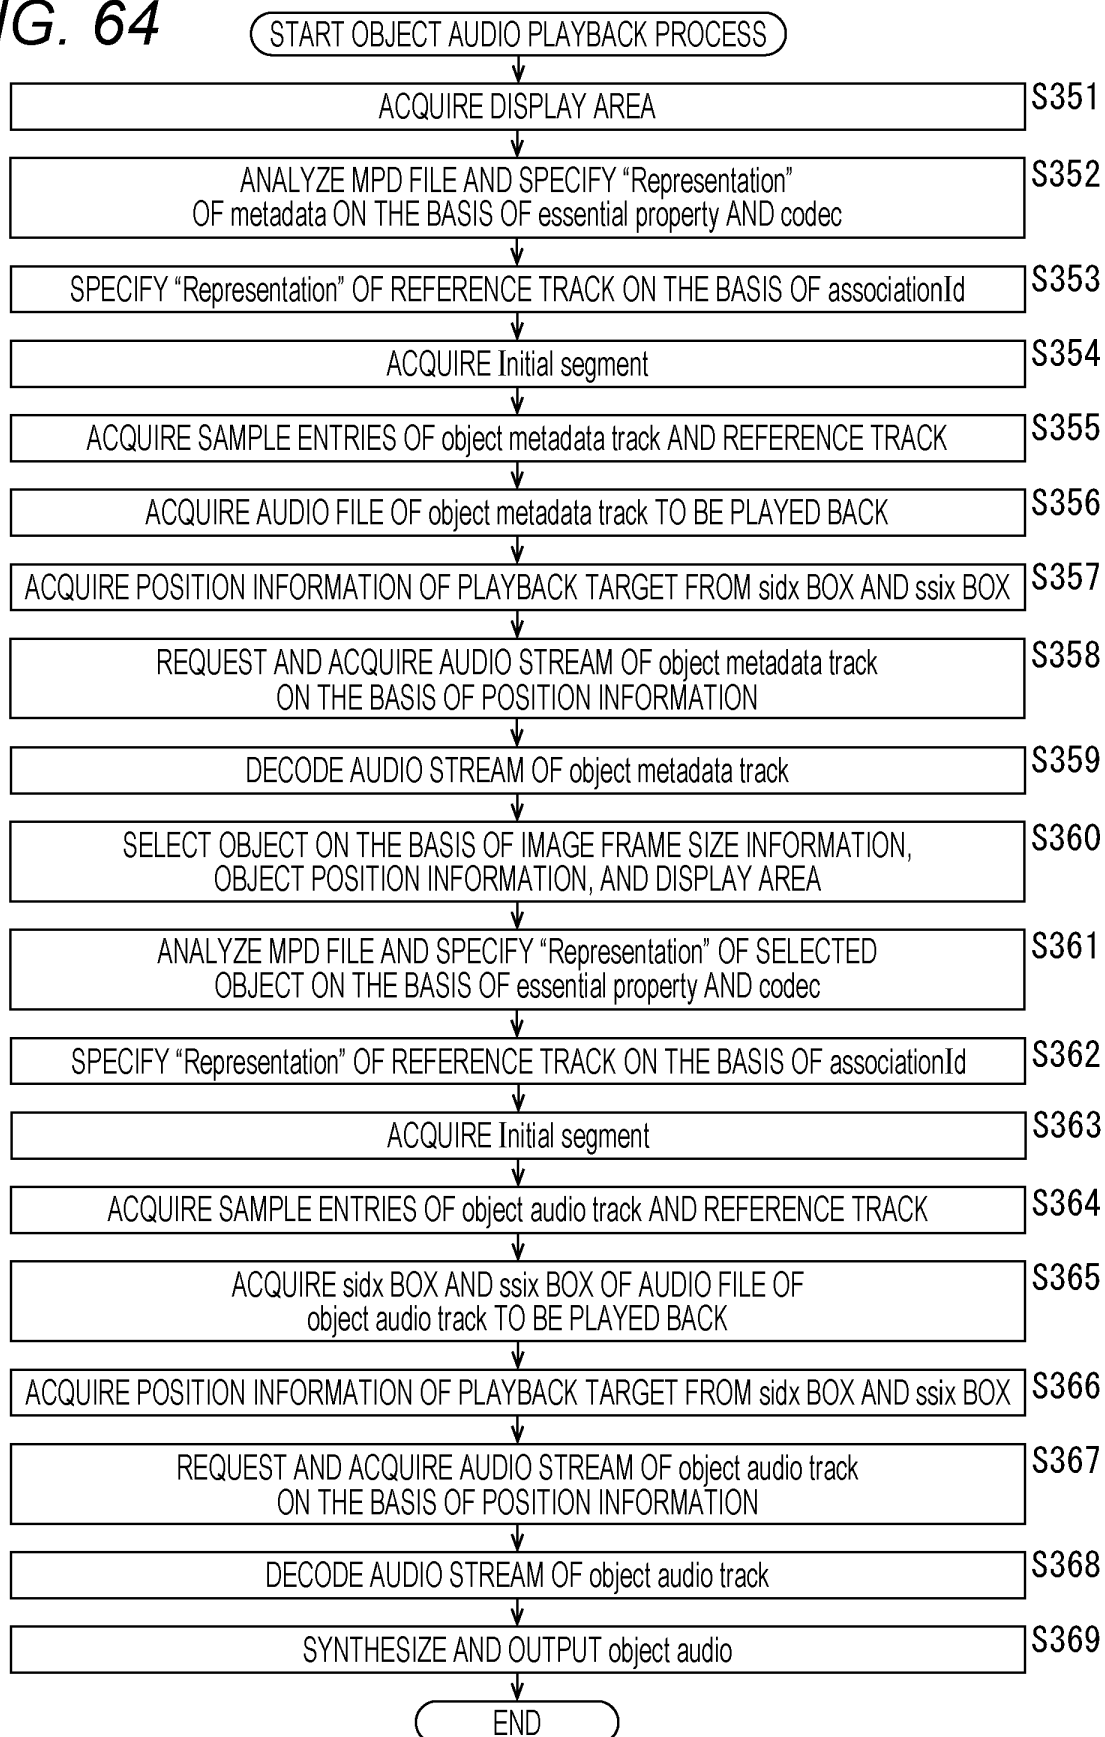 IG. 64
START OBJECT AUDIO PLAYBACK PROCESS
ACQUIRE DISPLAY AREA
S351
ANALYZE MPD FILE AND SPECIFY “Representation”
OF metadata ON THE BASIS OF essential property AND codec
S352
SPECIFY “Representation” OF REFERENCE TRACK ON THE BASIS OF associationId
S353
ACQUIRE Initial segment
S354
ACQUIRE SAMPLE ENTRIES OF object metadata track AND REFERENCE TRACK
S355
ACQUIRE AUDIO FILE OF object metadata track TO BE PLAYED BACK
S356
ACQUIRE POSITION INFORMATION OF PLAYBACK TARGET FROM sidx BOX AND ssix BOX
S357
REQUEST AND ACQUIRE AUDIO STREAM OF object metadata track
ON THE BASIS OF POSITION INFORMATION
S358
DECODE AUDIO STREAM OF object metadata track
S359
SELECT OBJECT ON THE BASIS OF IMAGE FRAME SIZE INFORMATION,
OBJECT POSITION INFORMATION, AND DISPLAY AREA
S360
ANALYZE MPD FILE AND SPECIFY “Representation” OF SELECTED
OBJECT ON THE BASIS OF essential property AND codec
S361
SPECIFY “Representation” OF REFERENCE TRACK ON THE BASIS OF associationId
S362
ACQUIRE Initial segment
S363
ACQUIRE SAMPLE ENTRIES OF object audio track AND REFERENCE TRACK
S364
ACQUIRE sidx BOX AND ssix BOX OF AUDIO FILE OF
object audio track TO BE PLAYED BACK
S365
ACQUIRE POSITION INFORMATION OF PLAYBACK TARGET FROM sidx BOX AND ssix BOX
S366
REQUEST AND ACQUIRE AUDIO STREAM OF object audio track
ON THE BASIS OF POSITION INFORMATION
S367
DECODE AUDIO STREAM OF object audio track
S368
SYNTHESIZE AND OUTPUT object audio
S369
END